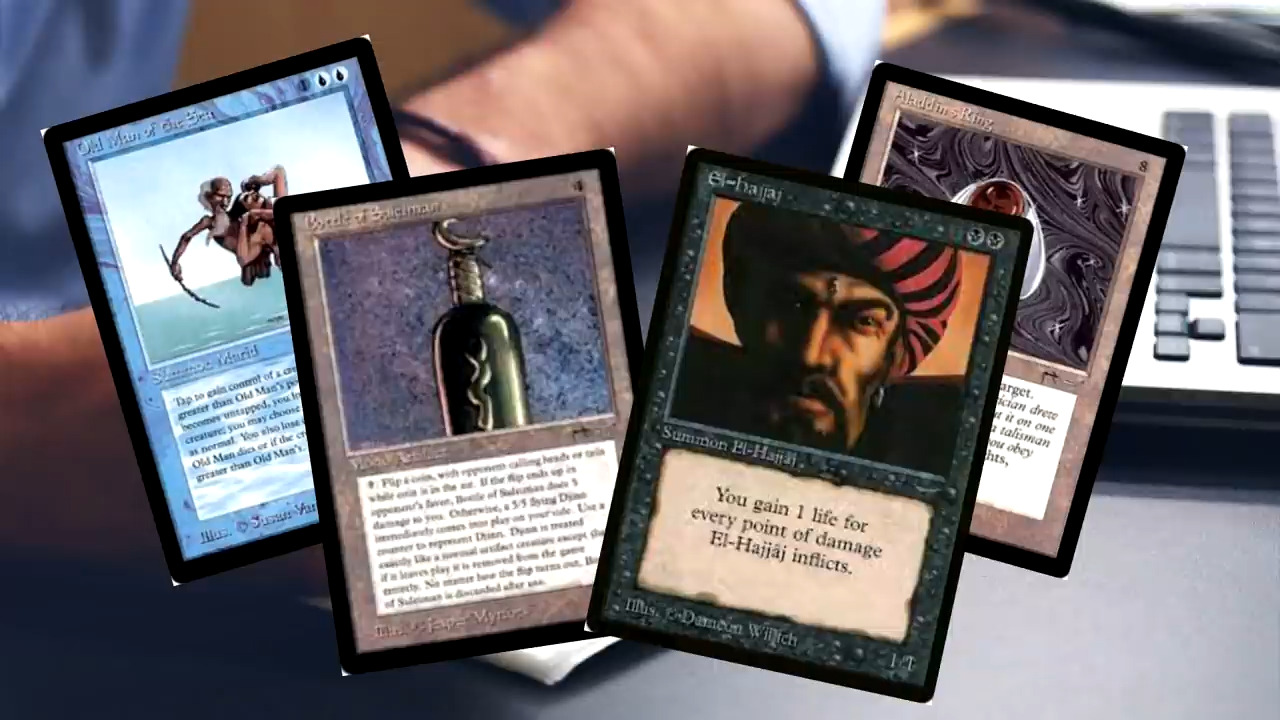 Old Man of the Sea
Summon Marid
Tap to gain control of a
greater than Old Man's
becomes untapped, you
creature; you may choose
as normal. You also lose
Old Man dies or if the
greater than Old Man's.
Illus. © Susan Van
4
Bottle of Suleiman
: Flip a coin, with opponent calling heads or tails
while coin is in the air. If the flip ends up in
opponent's favor, Bottle of Suleiman does 5
damage to you. Otherwise, a 5/5 flying Djinn
immediately comes into play on your side. Use a
counter to represent Djinn. Djinn is treated
exactly like a normal artifact creature except that
if it leaves play it is removed from the game
entirely. No matter how the flip turns out,
of Suleiman is discarded after use.
Illus. © Jesper Myrfors
El-Hajjâj
Summon El-Hajjâj
You gain 1 life for
every point of damage
El-Hajjâj inflicts.
Illus. © Dameon Willich
1/1
Aladdin's Ring
8
target.
ician drew
it on one
a talisman
you obey